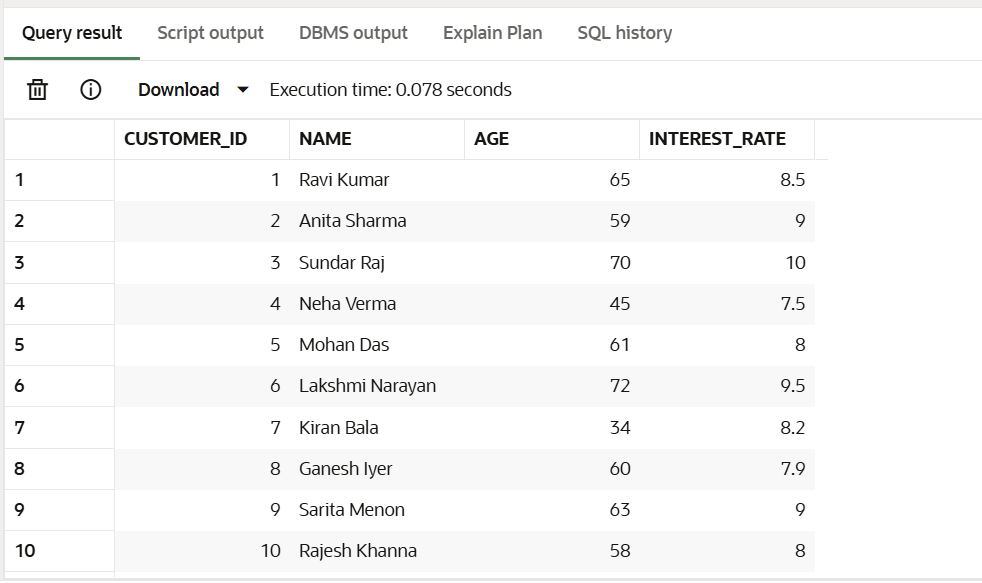 Query result Script output DBMS output Explain Plan SQL history
Download Execution time: 0.078 seconds
CUSTOMER_ID NAME AGE INTEREST_RATE
1 1 Ravi Kumar 65 8.5
2 2 Anita Sharma 59 9
3 3 Sundar Raj 70 10
4 4 Neha Verma 45 7.5
5 5 Mohan Das 61 8
6 6 Lakshmi Narayan 72 9.5
7 7 Kiran Bala 34 8.2
8 8 Ganesh Iyer 60 7.9
9 9 Sarita Menon 63 9
10 10 Rajesh Khanna 58 8